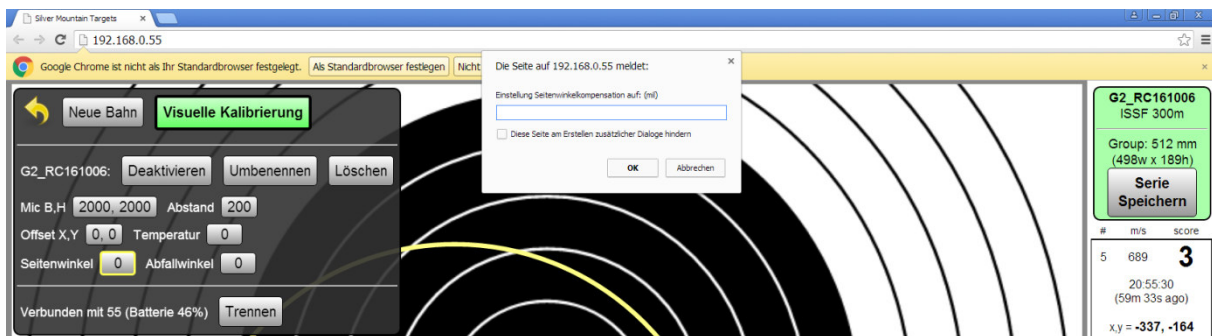 Silver Mountain Targets
192.168.0.55
Google Chrome ist nicht als Ihr Standardbrowser festgelegt. Als Standardbrowser festlegen Nicht
Die Seite auf 192.168.0.55 meldet:
Einstellung Seitenwinkelkompensation auf: (mil)
Diese Seite am Erstellen zusätzlicher Dialoge hindern
OK Abbrechen
Neue Bahn Visuelle Kalibrierung
G2_RC161006: Deaktivieren Umbenennen Löschen
Mic B,H 2000, 2000 Abstand 200
Offset X,Y 0, 0 Temperatur 0
Seitenwinkel 0 Abfallwinkel 0
Verbunden mit 55 (Batterie 46%) Trennen
G2_RC161006
ISSF 300m
Group: 512 mm
(498w x 189h)
Serie
Speichern
# m/s score
5 689 3
20:55:30
(59m 33s ago)
x,y = -337, -164